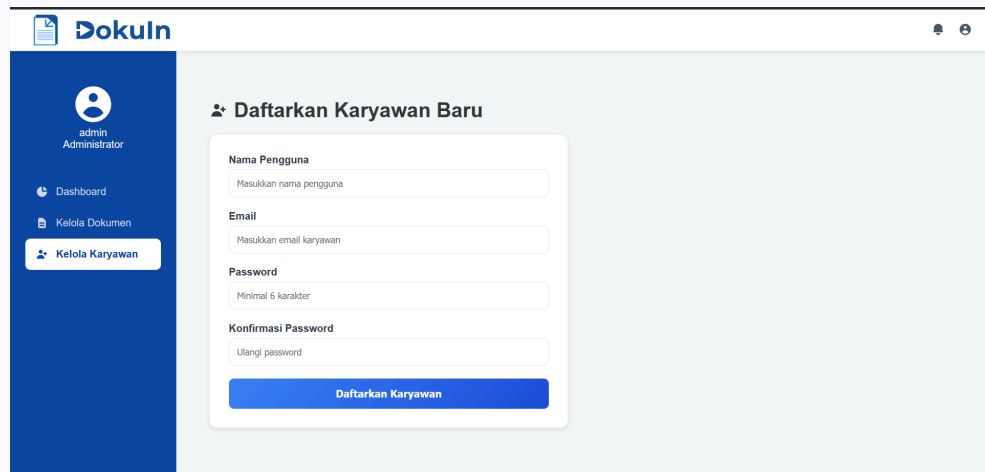 DokuIn
admin
Administrator
Dashboard
Kelola Dokumen
Kelola Karyawan
Daftarkan Karyawan Baru
Nama Pengguna
Masukkan nama pengguna
Email
Masukkan email karyawan
Password
Minimal 6 karakter
Konfirmasi Password
Ulangi password
Daftarkan Karyawan